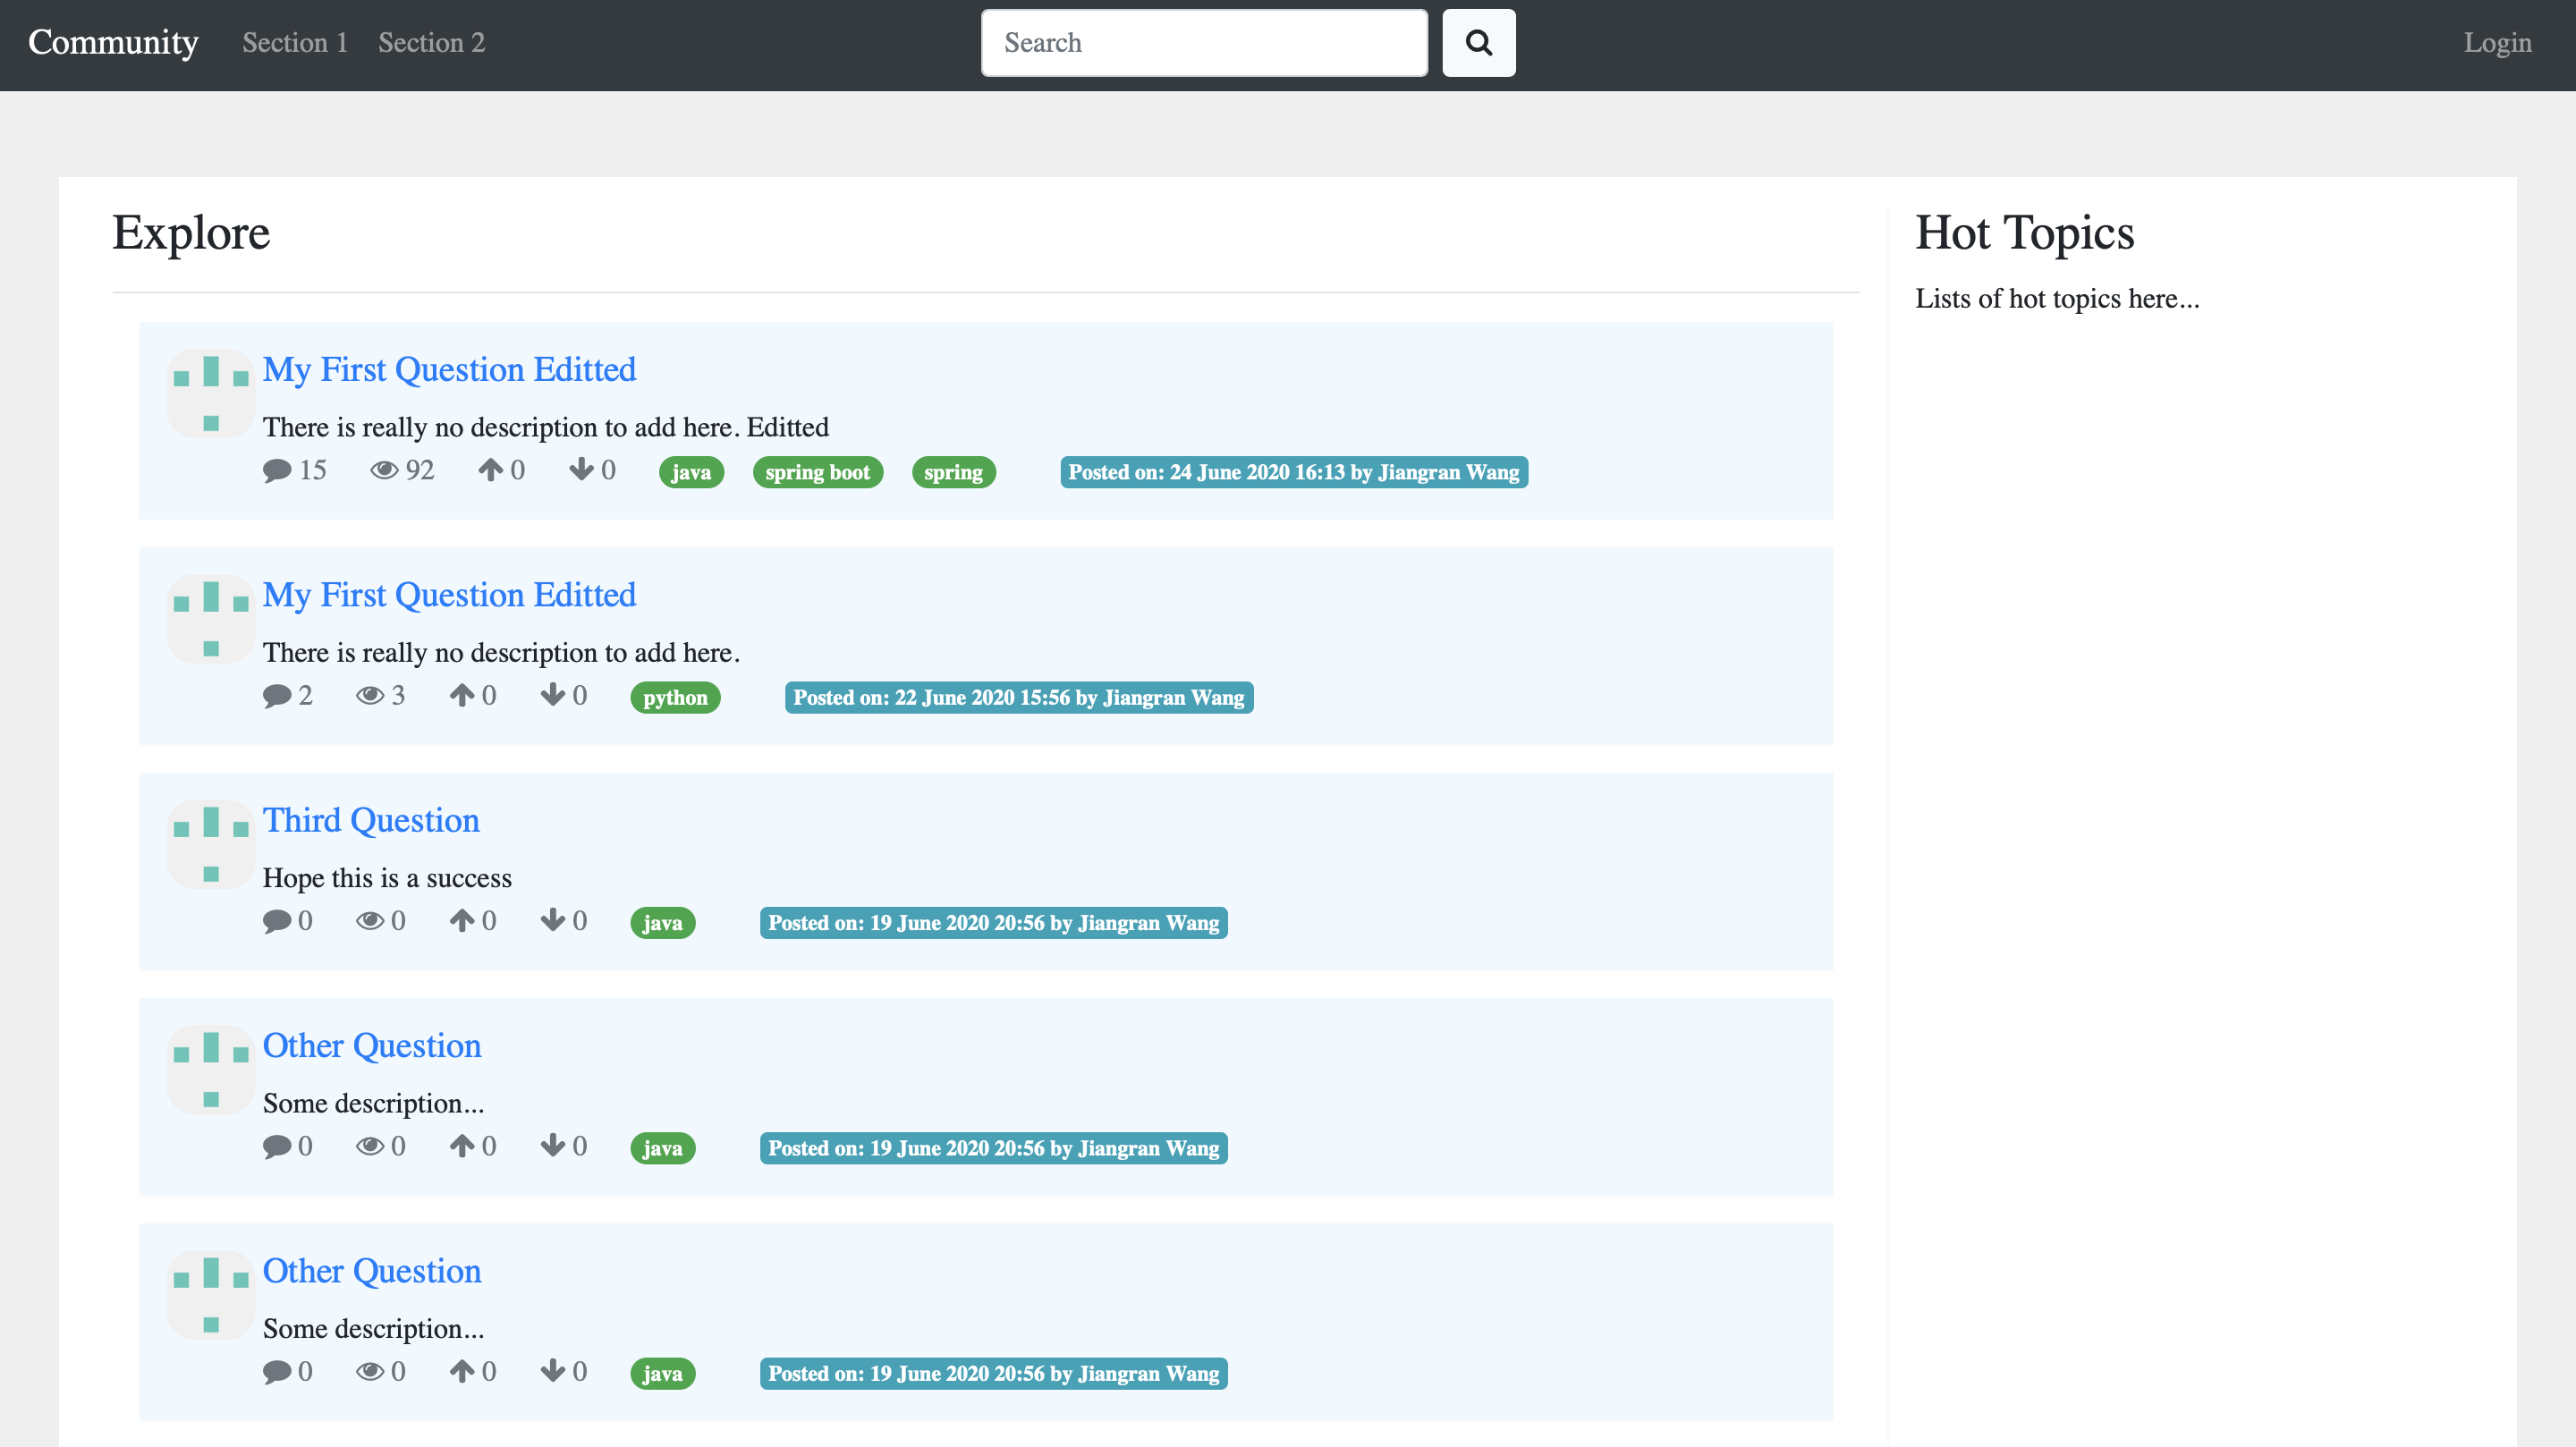 Community Section 1 Section 2 Search Login
Explore
My First Question Editted
There is really no description to add here. Editted
15 92 0 0 java spring boot spring Posted on: 24 June 2020 16:13 by Jiangran Wang
My First Question Editted
There is really no description to add here.
2 3 0 0 python Posted on: 22 June 2020 15:56 by Jiangran Wang
Third Question
Hope this is a success
0 0 0 0 java Posted on: 19 June 2020 20:56 by Jiangran Wang
Other Question
Some description...
0 0 0 0 java Posted on: 19 June 2020 20:56 by Jiangran Wang
Other Question
Some description...
0 0 0 0 java Posted on: 19 June 2020 20:56 by Jiangran Wang
Hot Topics
Lists of hot topics here...